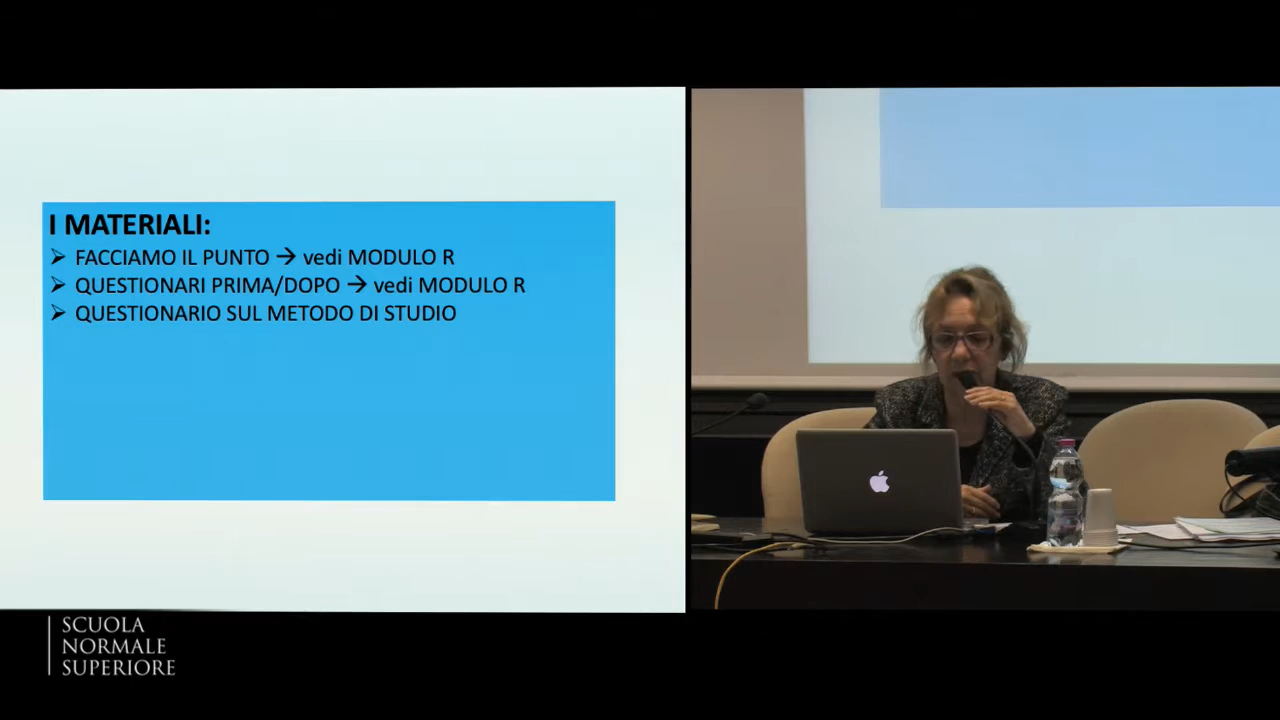 I MATERIALI:
➢ FACCIAMO IL PUNTO → vedi MODULO R
➢ QUESTIONARI PRIMA/DOPO → vedi MODULO R
➢ QUESTIONARIO SUL METODO DI STUDIO
SCUOLA
NORMALE
SUPERIORE